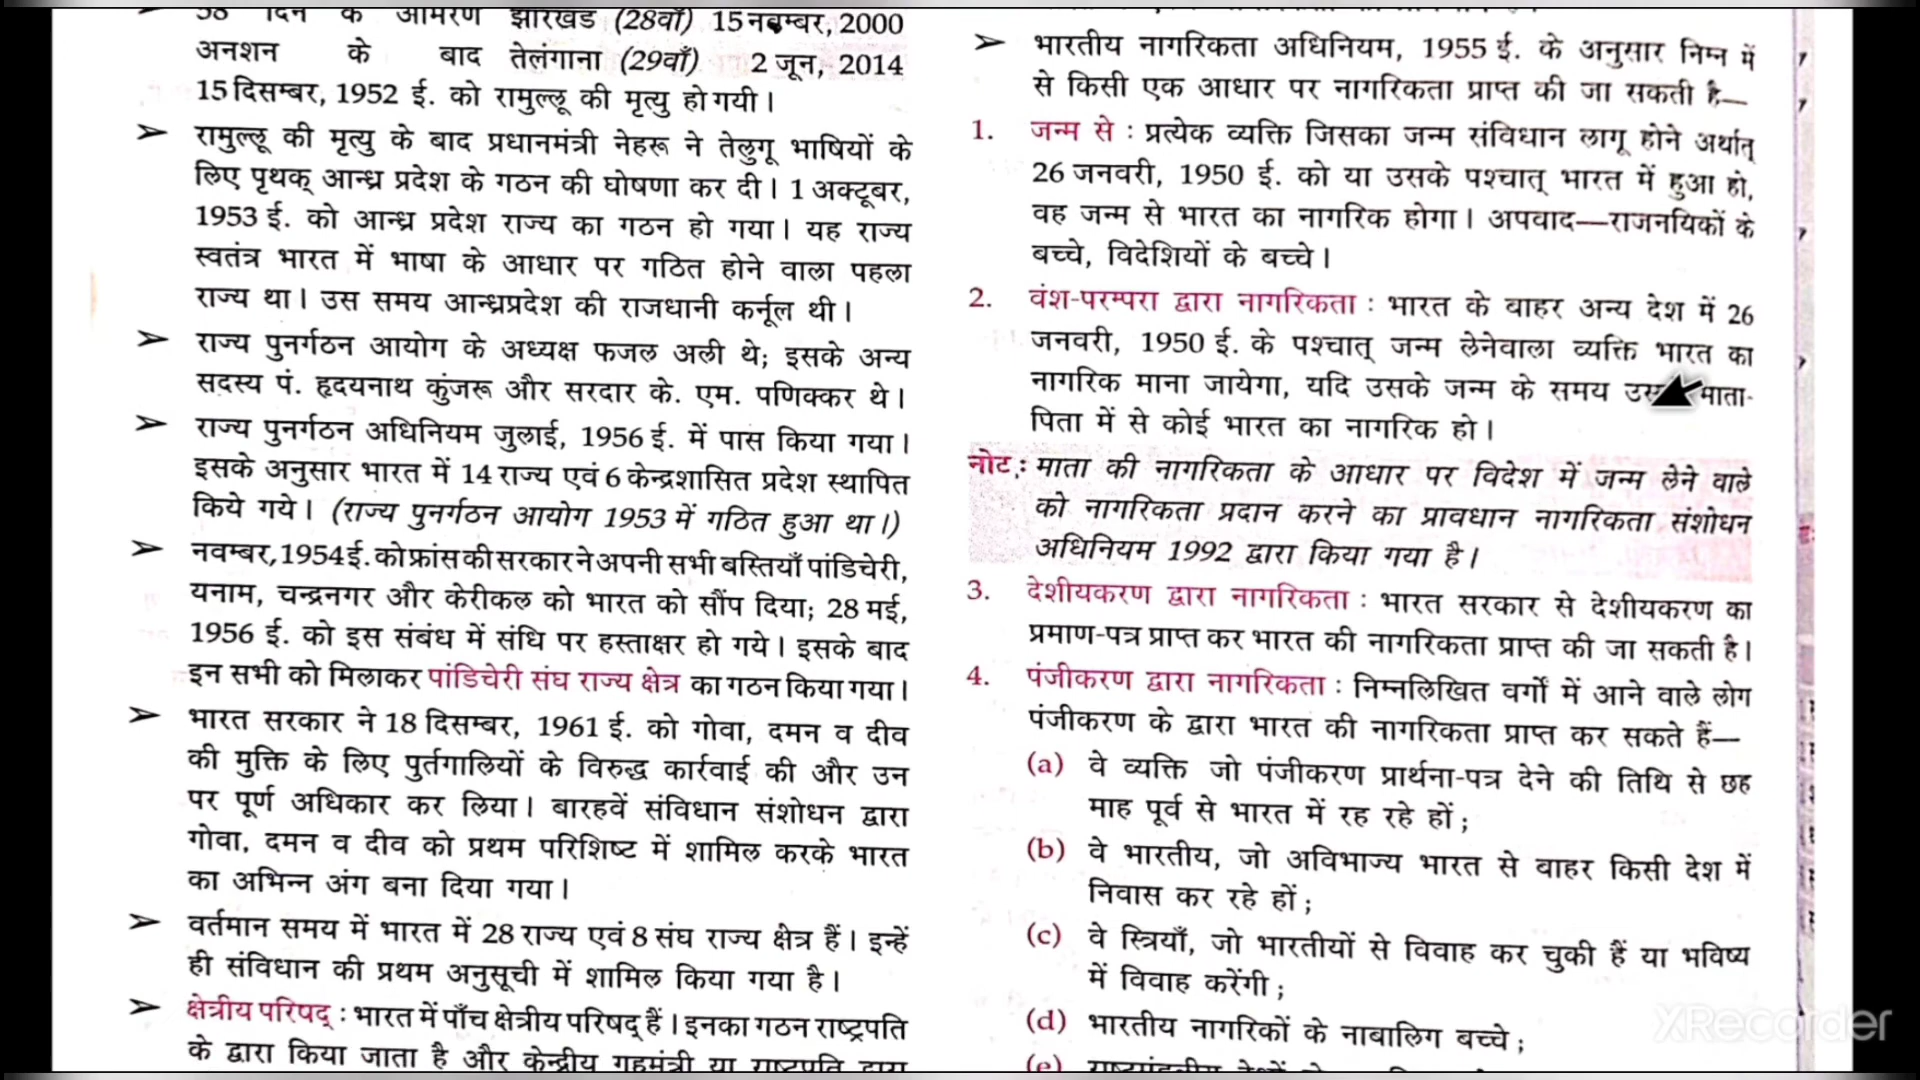 58 दिन के आमरण झारखंड (28वाँ) 15 नवम्बर, 2000
अनशन के बाद तेलंगाना (29वाँ) 2 जून, 2014
15 दिसम्बर, 1952 ई. को रामुल्लू की मृत्यु हो गयी।
➢ रामुल्लू की मृत्यु के बाद प्रधानमंत्री नेहरू ने तेलुगू भाषियों के
लिए पृथक् आन्ध्र प्रदेश के गठन की घोषणा कर दी। 1 अक्टूबर,
1953 ई. को आन्ध्र प्रदेश राज्य का गठन हो गया। यह राज्य
स्वतंत्र भारत में भाषा के आधार पर गठित होने वाला पहला
राज्य था। उस समय आन्ध्रप्रदेश की राजधानी कर्नूल थी।
➢ राज्य पुनर्गठन आयोग के अध्यक्ष फजल अली थे; इसके अन्य
सदस्य पं. हृदयनाथ कुंजरू और सरदार के. एम. पणिक्कर थे।
➢ राज्य पुनर्गठन अधिनियम जुलाई, 1956 ई. में पास किया गया।
इसके अनुसार भारत में 14 राज्य एवं 6 केन्द्रशासित प्रदेश स्थापित
किये गये। (राज्य पुनर्गठन आयोग 1953 में गठित हुआ था।)
➢ नवम्बर, 1954 ई. को फ्रांस की सरकार ने अपनी सभी बस्तियाँ पांडिचेरी,
यनाम, चन्द्रनगर और केरीकल को भारत को सौंप दिया; 28 मई,
1956 ई. को इस संबंध में संधि पर हस्ताक्षर हो गये। इसके बाद
इन सभी को मिलाकर पांडिचेरी संघ राज्य क्षेत्र का गठन किया गया।
➢ भारत सरकार ने 18 दिसम्बर, 1961 ई. को गोवा, दमन व दीव
की मुक्ति के लिए पुर्तगालियों के विरुद्ध कार्रवाई की और उन
पर पूर्ण अधिकार कर लिया। बारहवें संविधान संशोधन द्वारा
गोवा, दमन व दीव को प्रथम परिशिष्ट में शामिल करके भारत
का अभिन्न अंग बना दिया गया।
➢ वर्तमान समय में भारत में 28 राज्य एवं 8 संघ राज्य क्षेत्र हैं। इन्हें
ही संविधान की प्रथम अनुसूची में शामिल किया गया है।
➢ क्षेत्रीय परिषद् : भारत में पाँच क्षेत्रीय परिषद् हैं। इनका गठन राष्ट्रपति
के द्वारा किया जाता है और केन्द्रीय गृहमंत्री या राष्ट्रपति द्वारा
➢ भारतीय नागरिकता अधिनियम, 1955 ई. के अनुसार निम्न में
से किसी एक आधार पर नागरिकता प्राप्त की जा सकती है—
1. जन्म से : प्रत्येक व्यक्ति जिसका जन्म संविधान लागू होने अर्थात्
26 जनवरी, 1950 ई. को या उसके पश्चात् भारत में हुआ हो,
वह जन्म से भारत का नागरिक होगा। अपवाद—राजनयिकों के
बच्चे, विदेशियों के बच्चे।
2. वंश-परम्परा द्वारा नागरिकता : भारत के बाहर अन्य देश में 26
जनवरी, 1950 ई. के पश्चात् जन्म लेनेवाला व्यक्ति भारत का
नागरिक माना जायेगा, यदि उसके जन्म के समय माता-
पिता में से कोई भारत का नागरिक हो।
नोट : माता की नागरिकता के आधार पर विदेश में जन्म लेने वाले
को नागरिकता प्रदान करने का प्रावधान नागरिकता संशोधन
अधिनियम 1992 द्वारा किया गया है।
3. देशीयकरण द्वारा नागरिकता : भारत सरकार से देशीयकरण का
प्रमाण-पत्र प्राप्त कर भारत की नागरिकता प्राप्त की जा सकती है।
4. पंजीकरण द्वारा नागरिकता : निम्नलिखित वर्गों में आने वाले लोग
पंजीकरण के द्वारा भारत की नागरिकता प्राप्त कर सकते हैं—
(a) वे व्यक्ति जो पंजीकरण प्रार्थना-पत्र देने की तिथि से छह
माह पूर्व से भारत में रह रहे हों;
(b) वे भारतीय, जो अविभाज्य भारत से बाहर किसी देश में
निवास कर रहे हों;
(c) वे स्त्रियाँ, जो भारतीयों से विवाह कर चुकी हैं या भविष्य
में विवाह करेंगी;
(d) भारतीय नागरिकों के नाबालिग बच्चे;
(e)
XRecorder